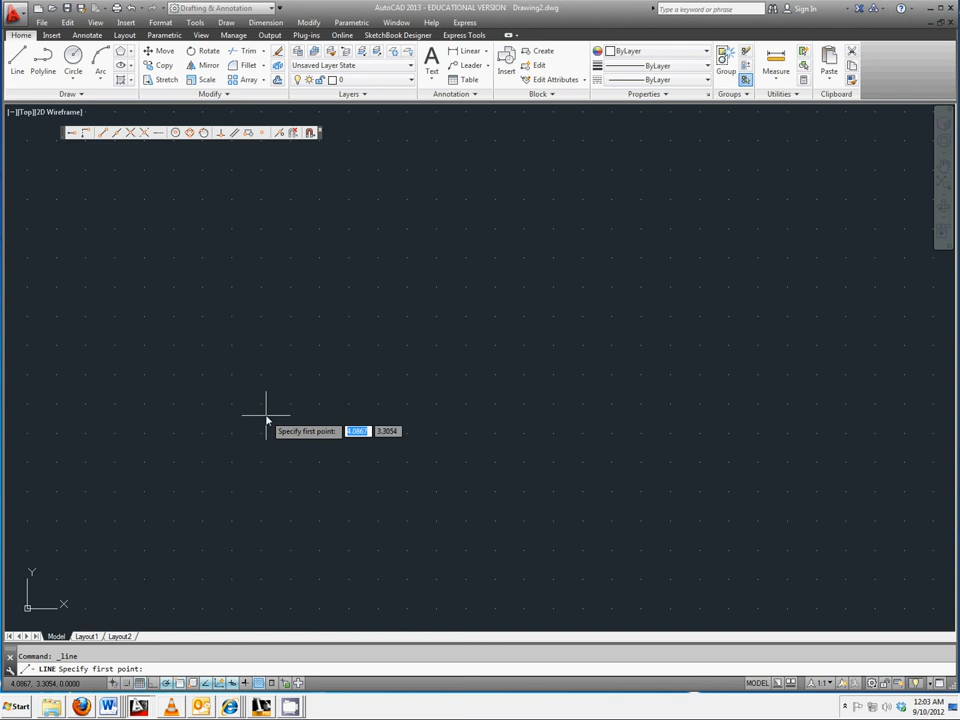 Drafting & Annotation
AutoCAD 2013 - EDUCATIONAL VERSION Drawing2.dwg
Type a keyword or phrase
Sign In
File Edit View Insert Format Tools Draw Dimension Modify Parametric Window Help Express
Home Insert Annotate Layout Parametric View Manage Output Plug-ins Online SketchBook Designer Express Tools
Line Polyline Circle Arc
Move Rotate Trim
Copy Mirror Fillet
Stretch Scale Array
Unsaved Layer State
0
Text
Linear
Leader
Table
Insert
Create
Edit
Edit Attributes
ByLayer
ByLayer
ByLayer
Group Measure Paste
Draw Modify Layers Annotation Block Properties Groups Utilities Clipboard
[−][Top][2D Wireframe]
Specify first point: 4.0867 3.3054
Y
X
Model Layout1 Layout2
Command: _line
LINE Specify first point:
4.0867, 3.3054, 0.0000
MODEL
1:1
Start
12:03 AM
9/10/2012